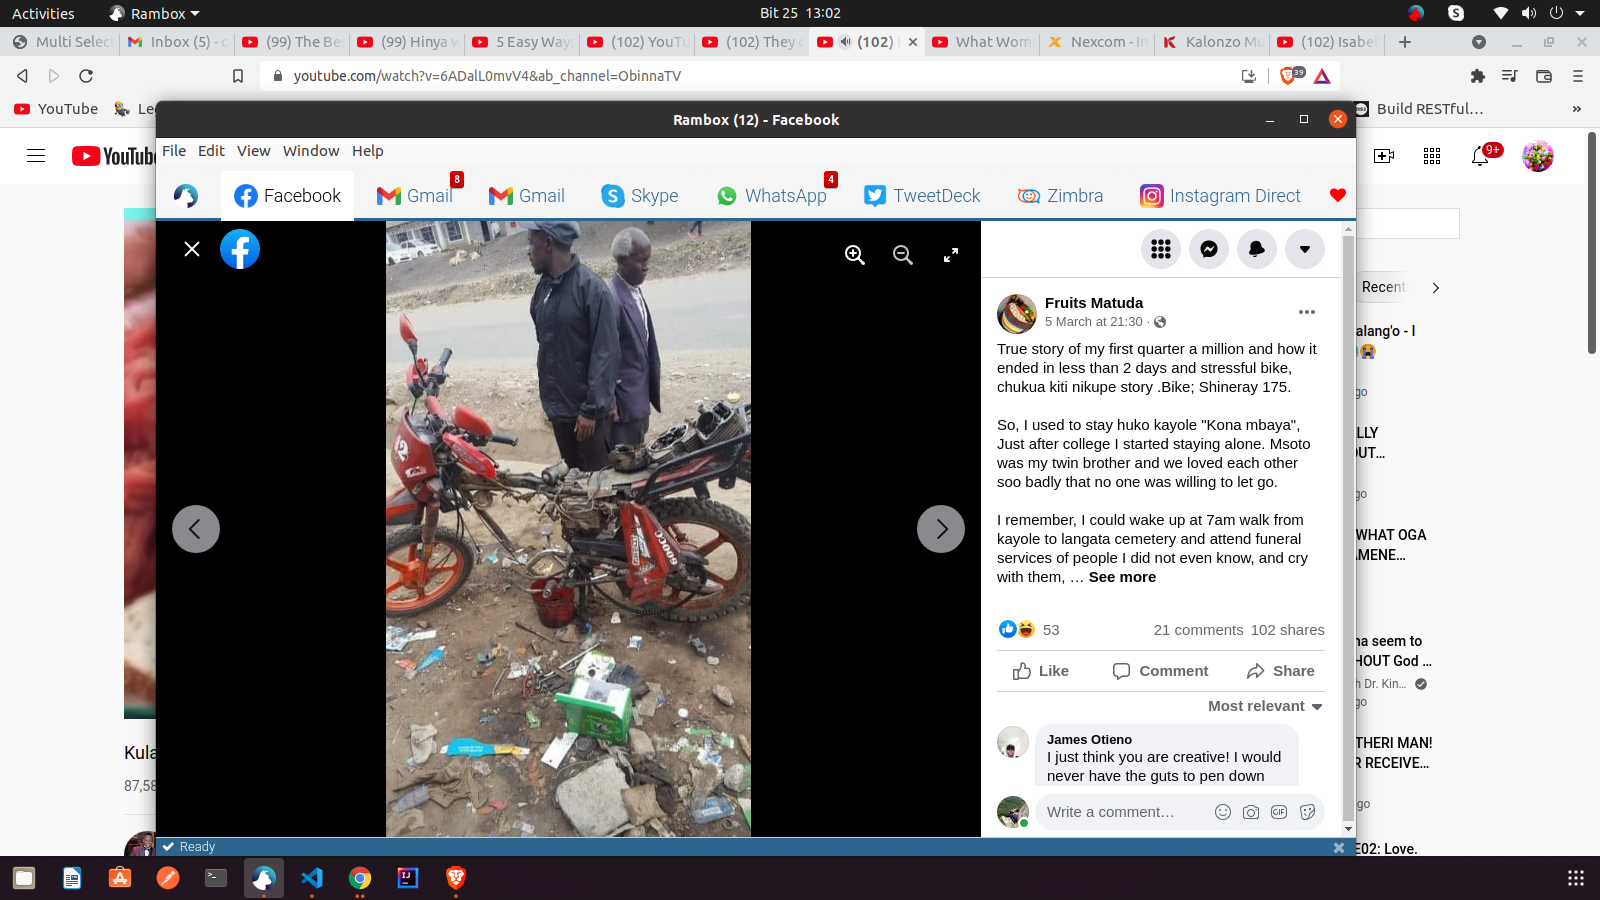 Activities
Rambox
Bit 25 13:02
Multi Selec
Inbox (5) - c
(99) The Be
(99) Hinya w
5 Easy Ways
(102) YouTu
(102) They c
(102)
What Wom
Nexcom - In
Kalonzo Mu
(102) Isabel
youtube.com/watch?v=6ADalL0mvV4&ab_channel=ObinnaTV
39
YouTube
Le
Build RESTful…
»
Rambox (12) - Facebook
File Edit View Window Help
YouTube
9+
Facebook
Gmail 8
Gmail
Skype
WhatsApp 4
TweetDeck
Zimbra
Instagram Direct
Fruits Matuda
5 March at 21:30 ·
True story of my first quarter a million and how it
ended in less than 2 days and stressful bike,
chukua kiti nikupe story .Bike; Shineray 175.
So, I used to stay huko kayole "Kona mbaya",
Just after college I started staying alone. Msoto
was my twin brother and we loved each other
soo badly that no one was willing to let go.
I remember, I could wake up at 7am walk from
kayole to langata cemetery and attend funeral
services of people I did not even know, and cry
with them, … See more
53
21 comments 102 shares
Like
Comment
Share
Most relevant
James Otieno
I just think you are creative! I would
never have the guts to pen down
Write a comment…
GIF
Recent
alang'o - I
go
LLY
OUT…
go
WHAT OGA
AMENE…
na seem to
HOUT God …
h Dr. Kin…
go
THERI MAN!
R RECEIVE…
go
E02: Love.
Kula
87,58
600CC
Ready